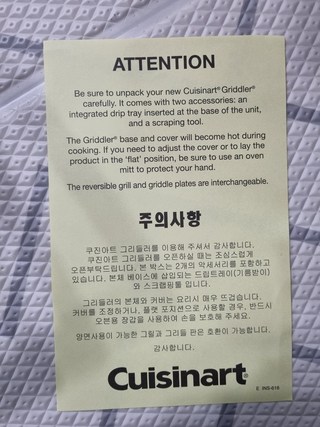 ATTENTION
Be sure to unpack your new Cuisinart® Griddler®
carefully. It comes with two accessories: an
integrated drip tray inserted at the base of the unit,
and a scraping tool.
The Griddler® base and cover will become hot during
cooking. If you need to adjust the cover or to lay the
product in the 'flat' position, be sure to use an oven
mitt to protect your hand.
The reversible grill and griddle plates are interchangeable.
주의사항
쿠진아트 그리들러를 이용해 주셔서 감사합니다.
쿠진아트 그리들러를 오픈하실 때는 조심스럽게
오픈부탁드립니다. 본 박스는 2개의 악세서리를 포함하고
있습니다. 본체 베이스에 삽입되는 드립트레이(기름받이)
와 스크랩핑툴 입니다.
그리들러의 본체와 커버는 요리시 매우 뜨겁습니다.
커버를 조정하거나, 플랫 포지션으로 사용할 경우, 반드시
오븐용 장갑을 사용하여 손을 보호해 주세요.
양면사용이 가능한 그릴과 그리들 판은 호환이 가능합니다.
감사합니다.
Cuisinart®
E INS-616